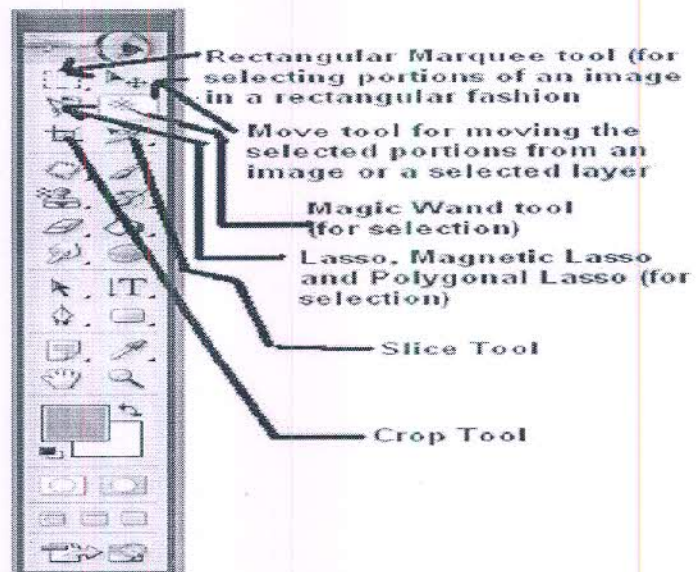 Rectangular Marquee tool (for
selecting portions of an image
in a rectangular fashion
Move tool for moving the
selected portions from an
image or a selected layer
Magic Wand tool
(for selection)
Lasso, Magnetic Lasso
and Polygonal Lasso (for
selection)
T
Slice Tool
Crop Tool